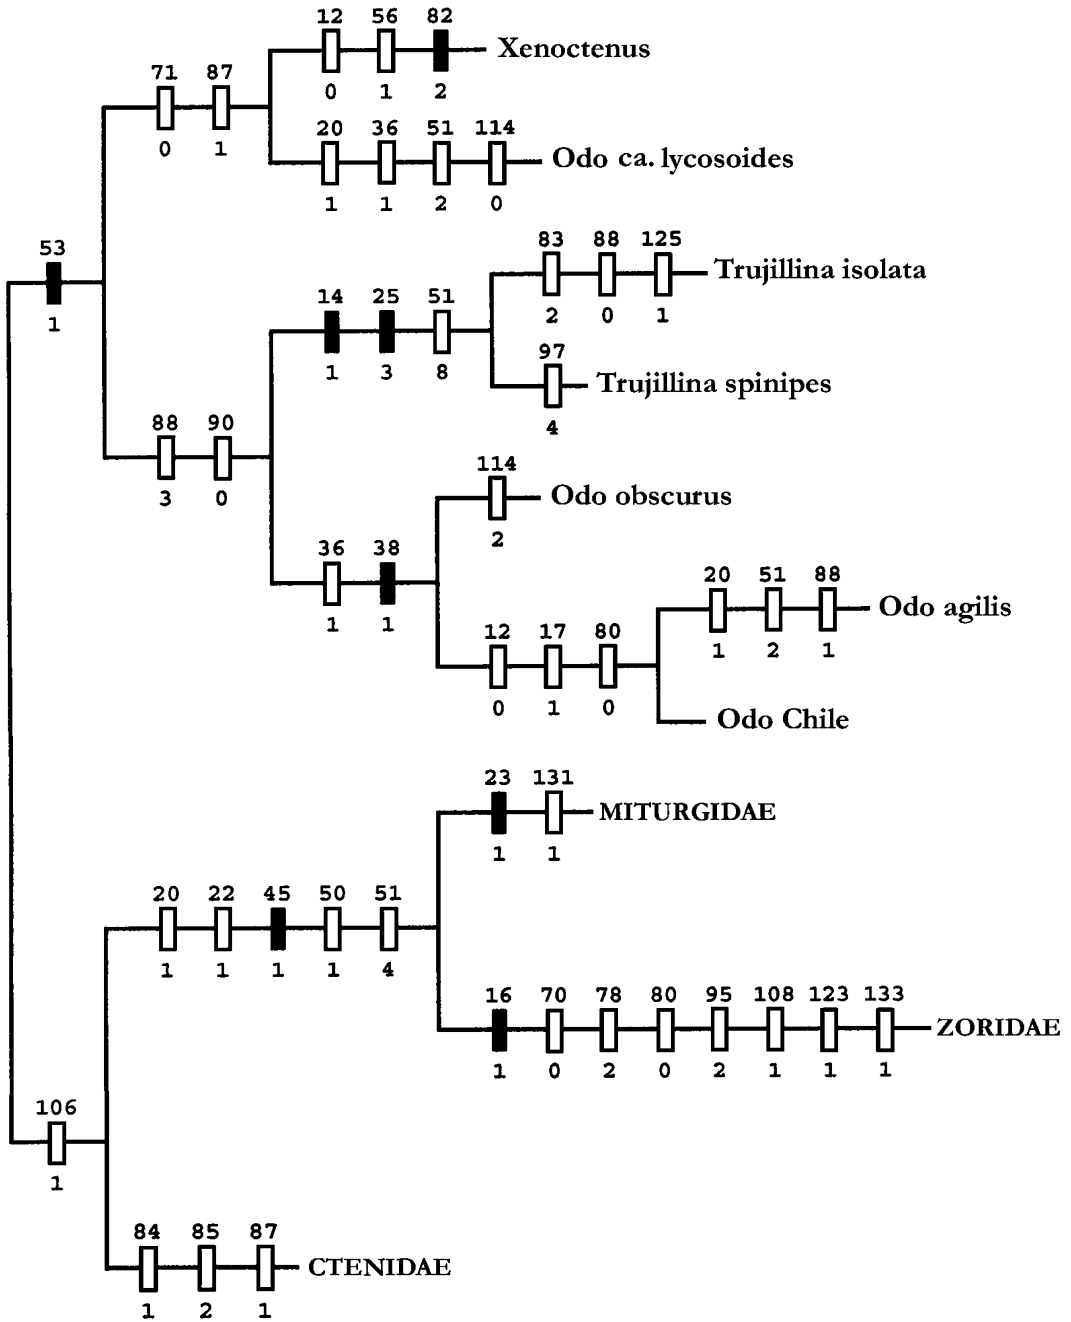 12 56 82
Xenoctenus
0 1 2
71 87
0 1
20 36 51 114
Odo ca. lycosoides
1 1 2 0
53
1
83 88 125
Trujillina isolata
2 0 1
14 25 51
1 3 8
97
Trujillina spinipes
4
88 90
3 0
114
Odo obscurus
2
36 38
1 1
20 51 88
Odo agilis
1 2 1
12 17 80
0 1 0
Odo Chile
23 131
MITURGIDAE
1 1
20 22 45 50 51
1 1 1 1 4
16 70 78 80 95 108 123 133
ZORIDAE
1 0 2 0 2 1 1 1
106
1
84 85 87
CTENIDAE
1 2 1